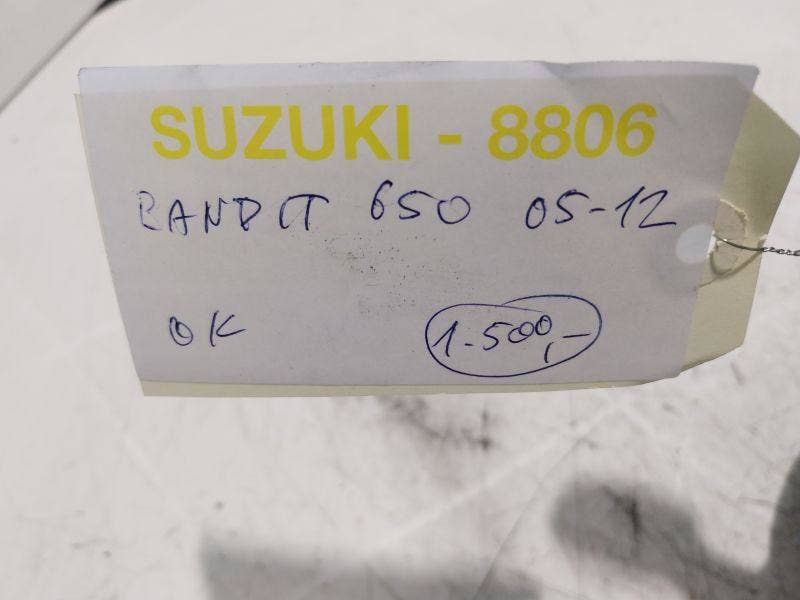 SUZUKI - 8806
BANDIT 650 05-12
OK 1-500,-